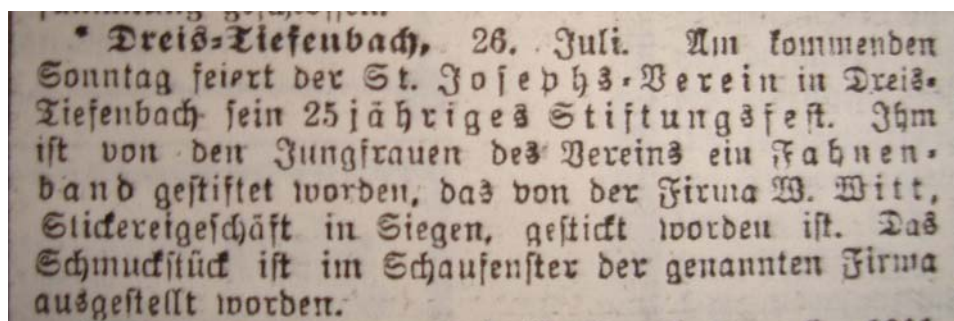 * Dreis-Tiefenbach, 26. Juli. Am kommenden
Sonntag feiert der St. Josephs-Verein in Dreis-
Tiefenbach sein 25jähriges Stiftungsfest. Ihm
ist von den Jungfrauen des Vereins ein Fahnen-
band gestiftet worden, das von der Firma W. Witt,
Stickereigeschäft in Siegen, gestickt worden ist. Das
Schmuckstück ist im Schaufenster der genannten Firma
ausgestellt worden.